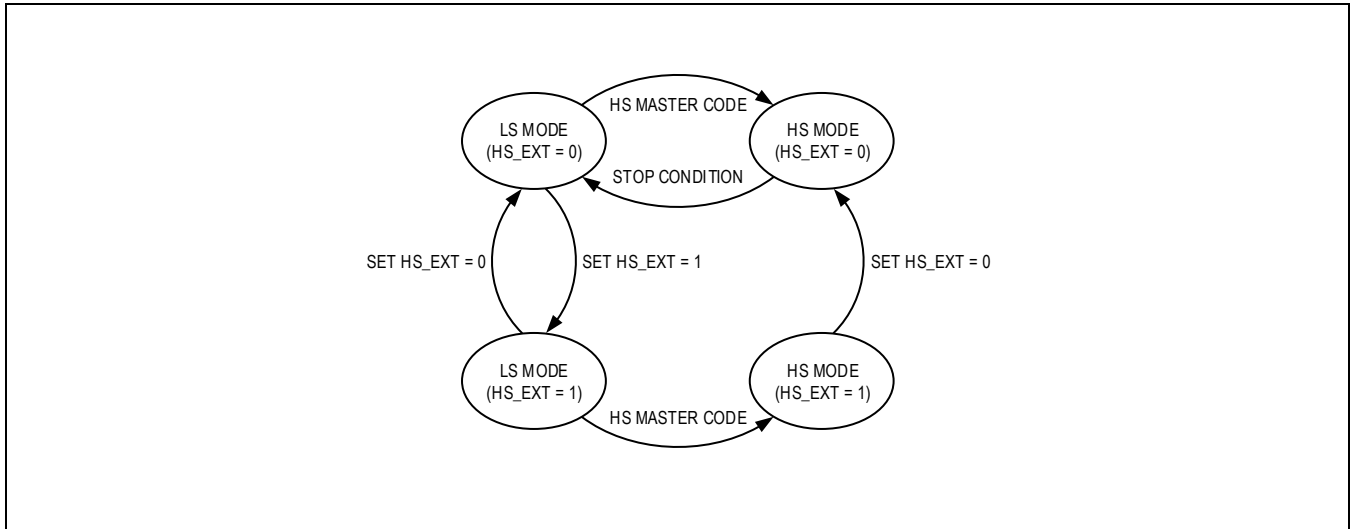 HS MASTER CODE
LS MODE
(HS_EXT = 0)
HS MODE
(HS_EXT = 0)
STOP CONDITION
SET HS_EXT = 0
SET HS_EXT = 1
SET HS_EXT = 0
LS MODE
(HS_EXT = 1)
HS MODE
(HS_EXT = 1)
HS MASTER CODE